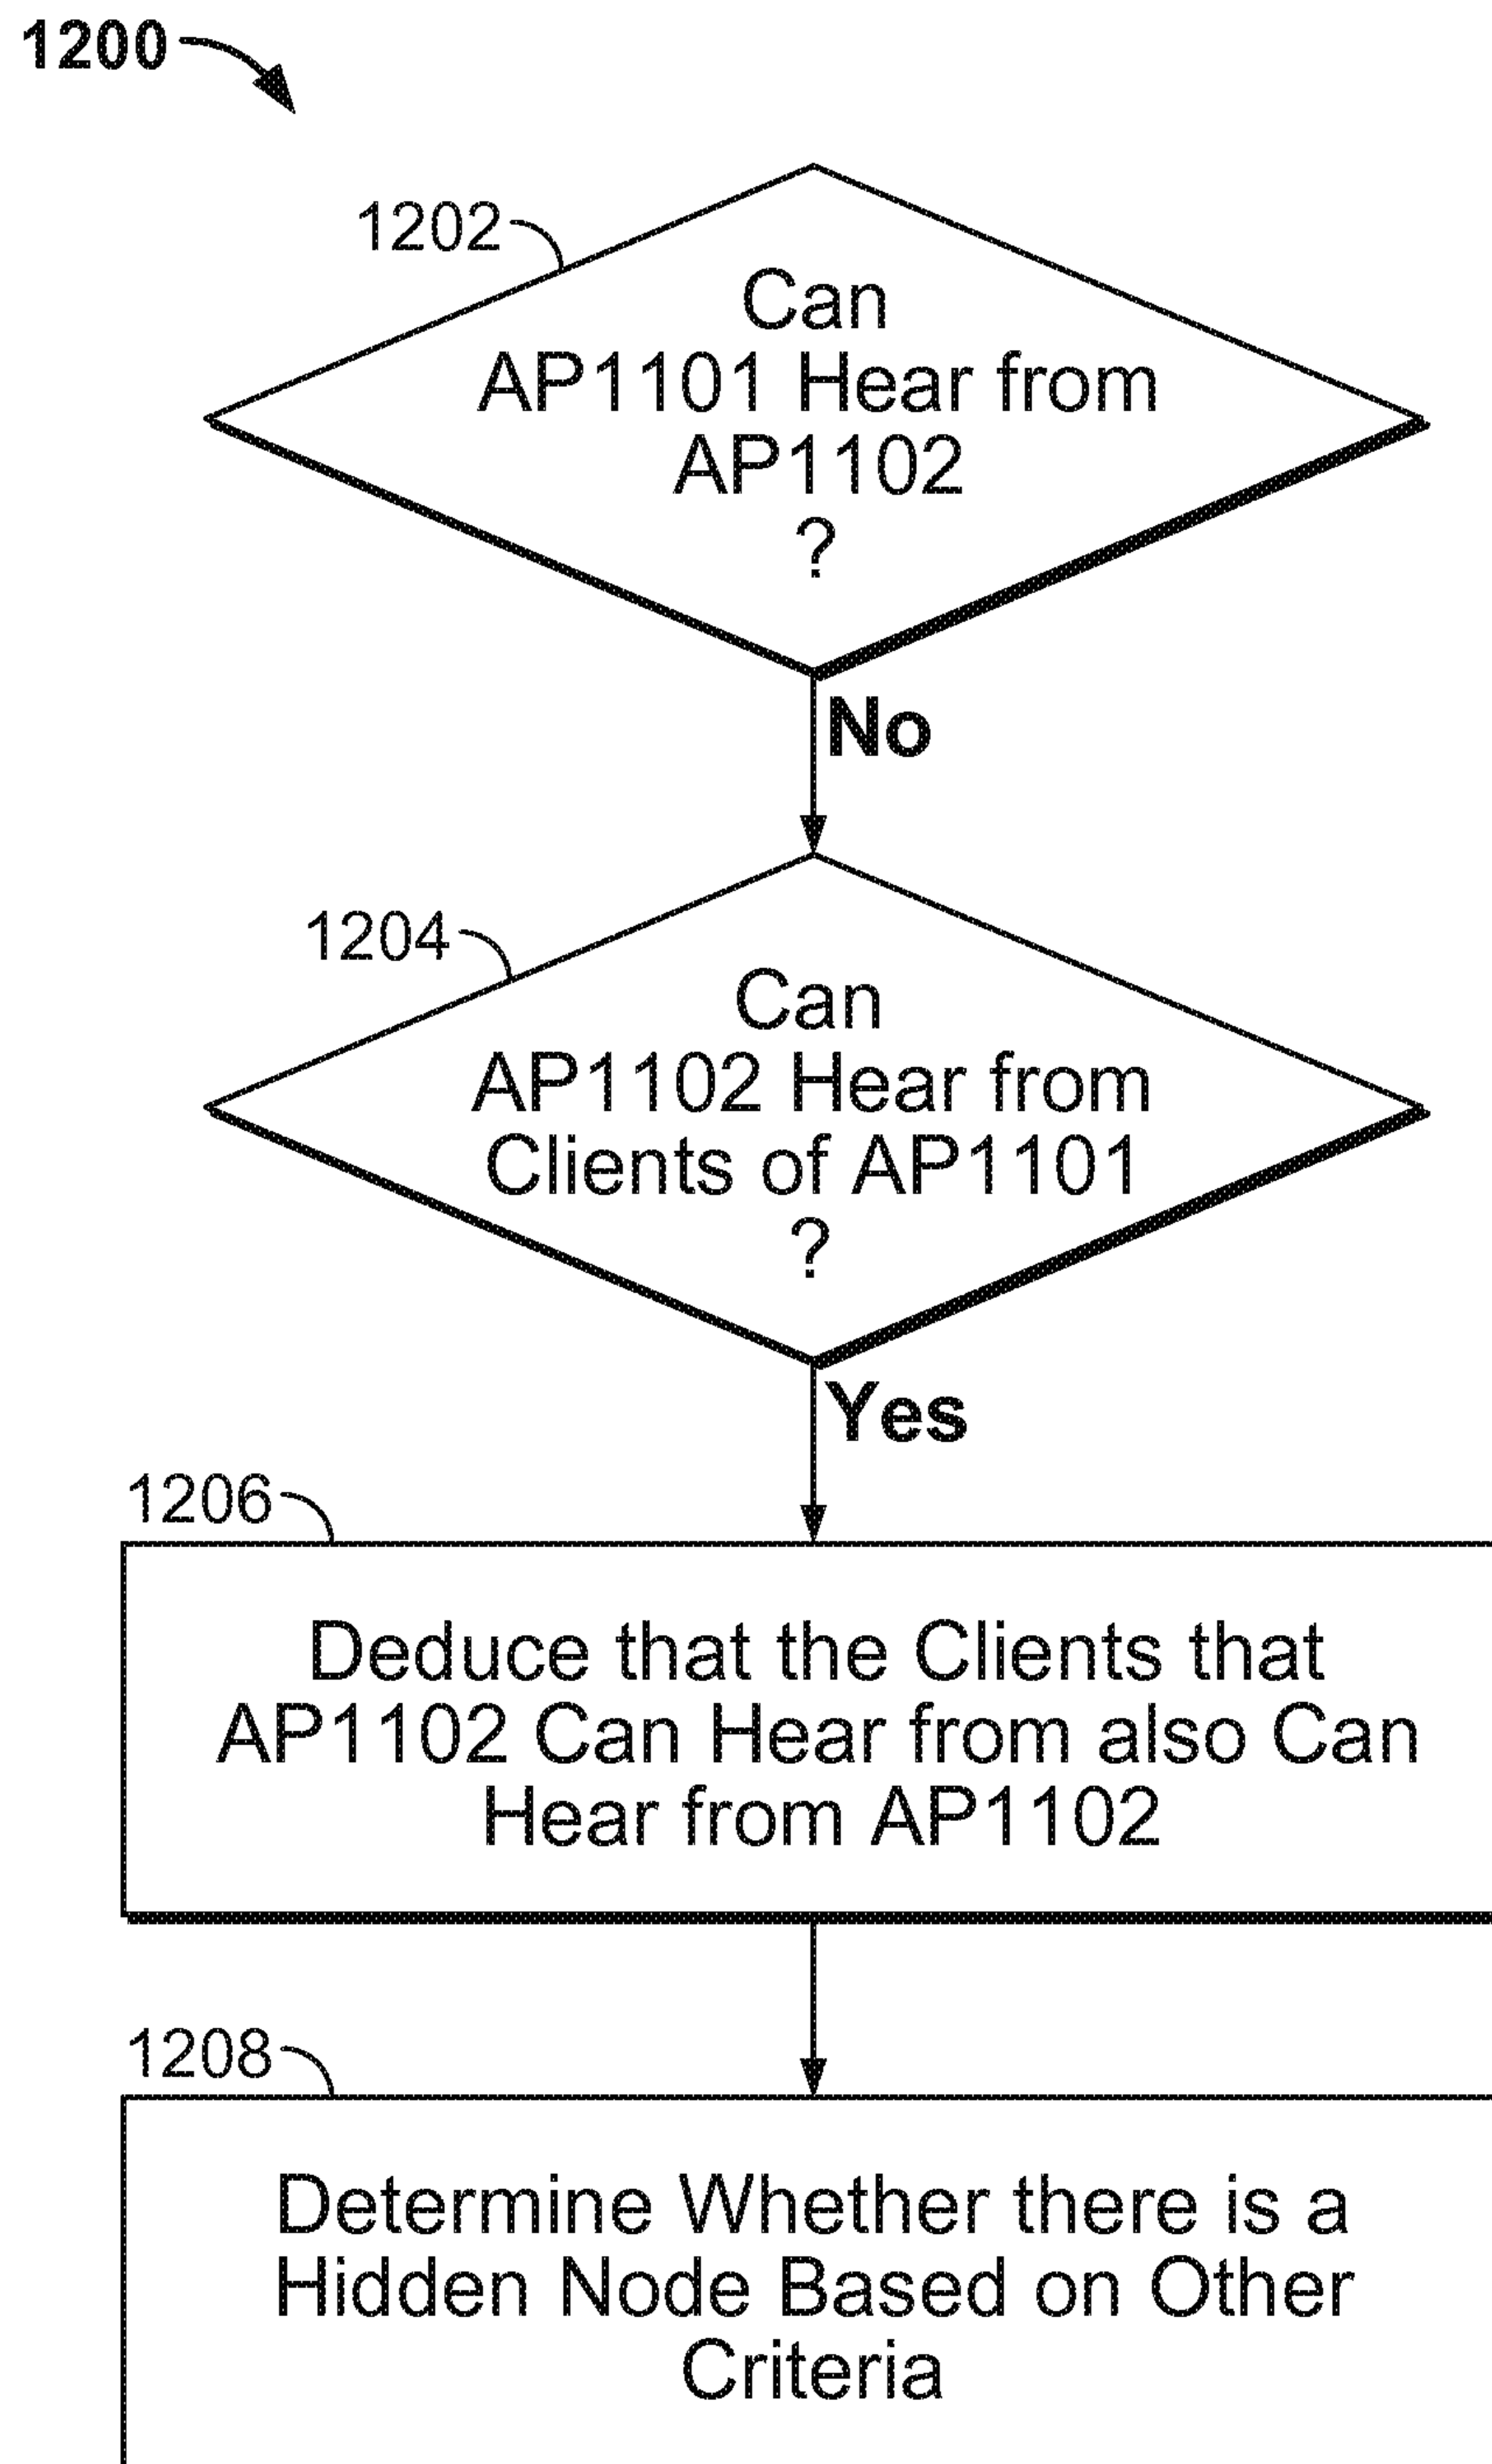 1200
1202
Can
AP1101 Hear from
AP1102
?
No
1204
Can
AP1102 Hear from
Clients of AP1101
?
Yes
1206
Deduce that the Clients that
AP1102 Can Hear from also Can
Hear from AP1102
1208
Determine Whether there is a
Hidden Node Based on Other
Criteria